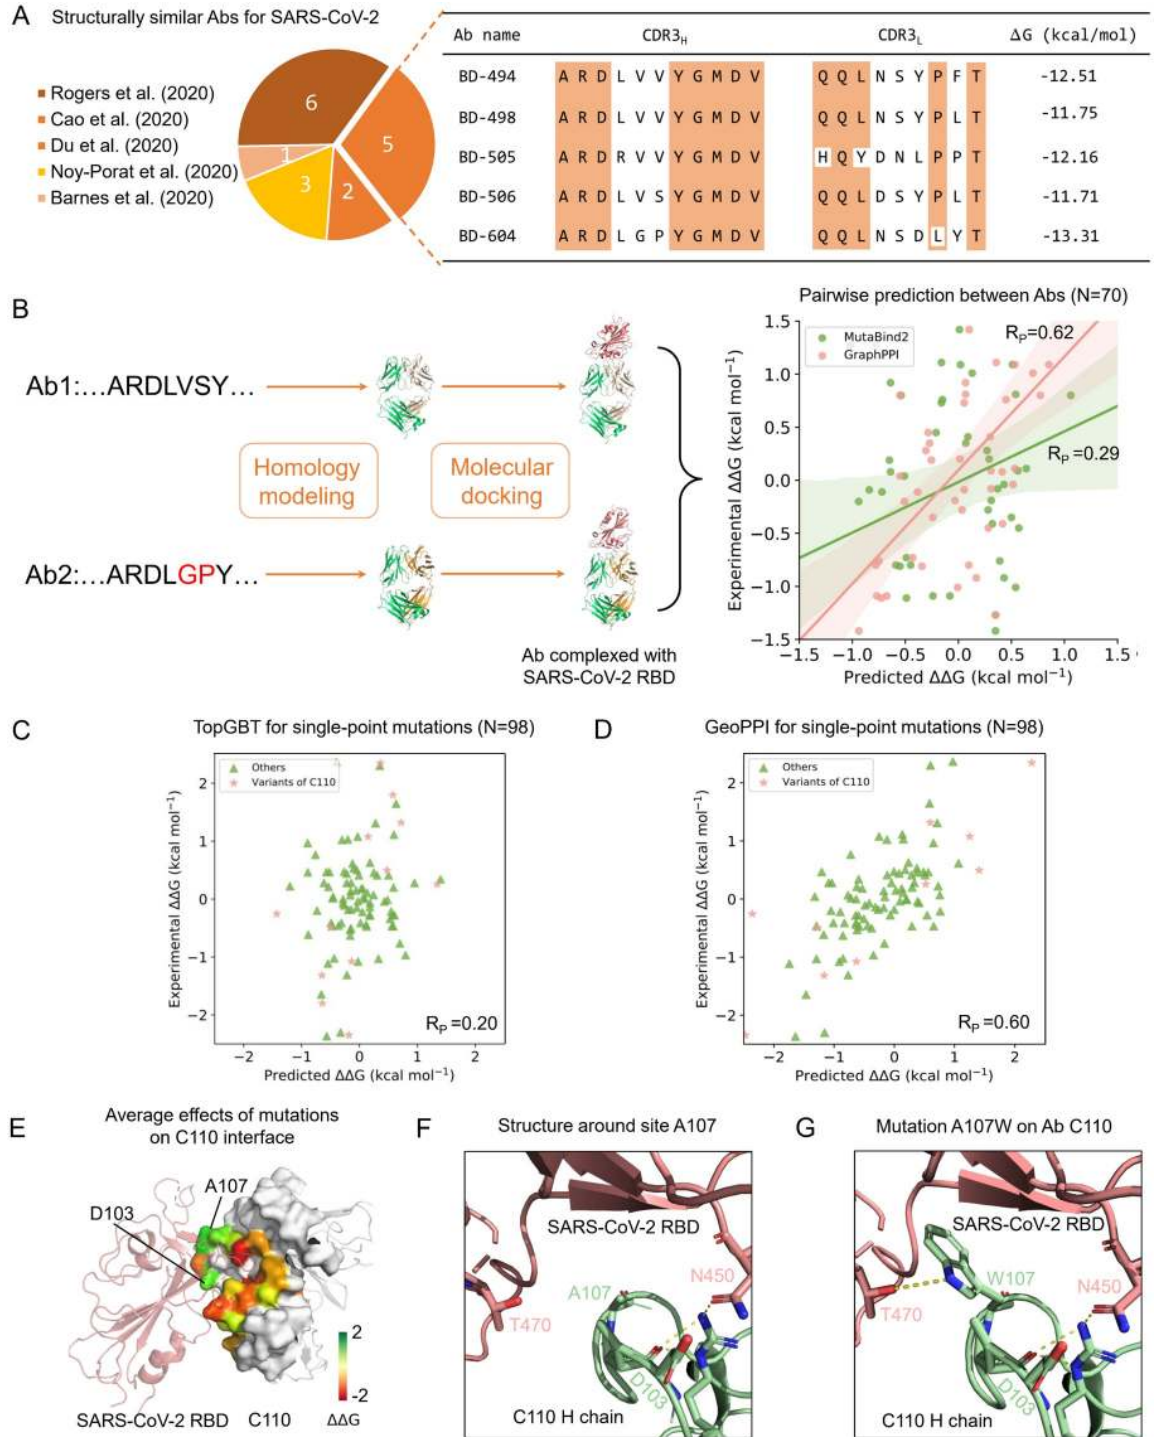 A
Structurally similar Abs for SARS-CoV-2
Rogers et al. (2020)
Cao et al. (2020)
Du et al. (2020)
Noy-Porat et al. (2020)
Barnes et al. (2020)
6
5
2
3
1
Ab name CDR3H CDR3L ΔG (kcal/mol)
BD-494 A R D L V V Y G M D V Q Q L N S Y P F T -12.51
BD-498 A R D L V V Y G M D V Q Q L N S Y P L T -11.75
BD-505 A R D R V V Y G M D V H Q Y D N L P P T -12.16
BD-506 A R D L V S Y G M D V Q Q L D S Y P L T -11.71
BD-604 A R D L G P Y G M D V Q Q L N S D L Y T -13.31
B
Ab1:...ARDLVSY...
Homology modeling
Molecular docking
Ab2:...ARDLGPY...
Ab complexed with
SARS-CoV-2 RBD
Pairwise prediction between Abs (N=70)
MutaBind2
GraphPPI
RP=0.62
RP=0.29
Experimental ΔΔG (kcal mol−1)
1.5
1.0
0.5
0.0
−0.5
−1.0
−1.5
−1.5 −1.0 −0.5 0.0 0.5 1.0 1.5
Predicted ΔΔG (kcal mol−1)
C
TopGBT for single-point mutations (N=98)
Others
Variants of C110
Experimental ΔΔG (kcal mol−1)
2
1
0
−1
−2
RP=0.20
−2 −1 0 1 2
Predicted ΔΔG (kcal mol−1)
D
GeoPPI for single-point mutations (N=98)
Others
Variants of C110
Experimental ΔΔG (kcal mol−1)
2
1
0
−1
−2
RP=0.60
−2 −1 0 1 2
Predicted ΔΔG (kcal mol−1)
E
Average effects of mutations
on C110 interface
A107
D103
2
-2
ΔΔG
SARS-CoV-2 RBD C110
F
Structure around site A107
SARS-CoV-2 RBD
N450
A107
T470
D103
C110 H chain
G
Mutation A107W on Ab C110
SARS-CoV-2 RBD
W107
N450
T470
D103
C110 H chain